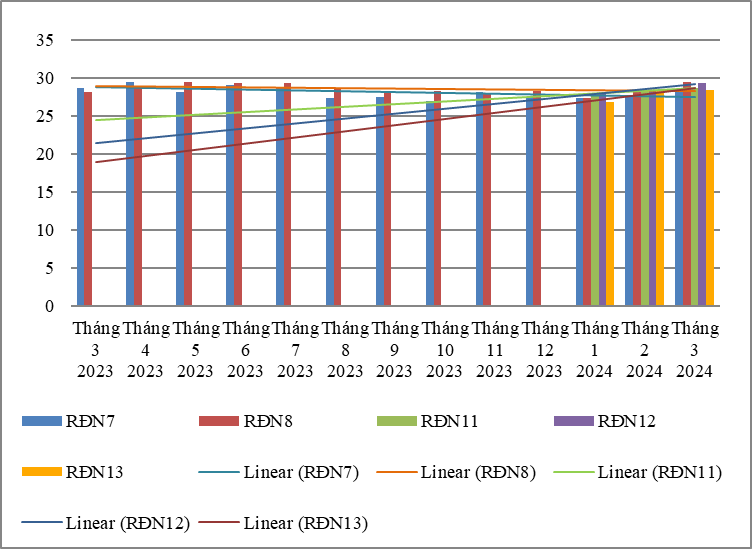 35
30
25
20
15
10
5
0
Tháng 3 2023
Tháng 4 2023
Tháng 5 2023
Tháng 6 2023
Tháng 7 2023
Tháng 8 2023
Tháng 9 2023
Tháng 10 2023
Tháng 11 2023
Tháng 12 2023
Tháng 1 2024
Tháng 2 2024
Tháng 3 2024
RĐN7 RĐN8 RĐN11 RĐN12
RĐN13 Linear (RĐN7) Linear (RĐN8) Linear (RĐN11)
Linear (RĐN12) Linear (RĐN13)